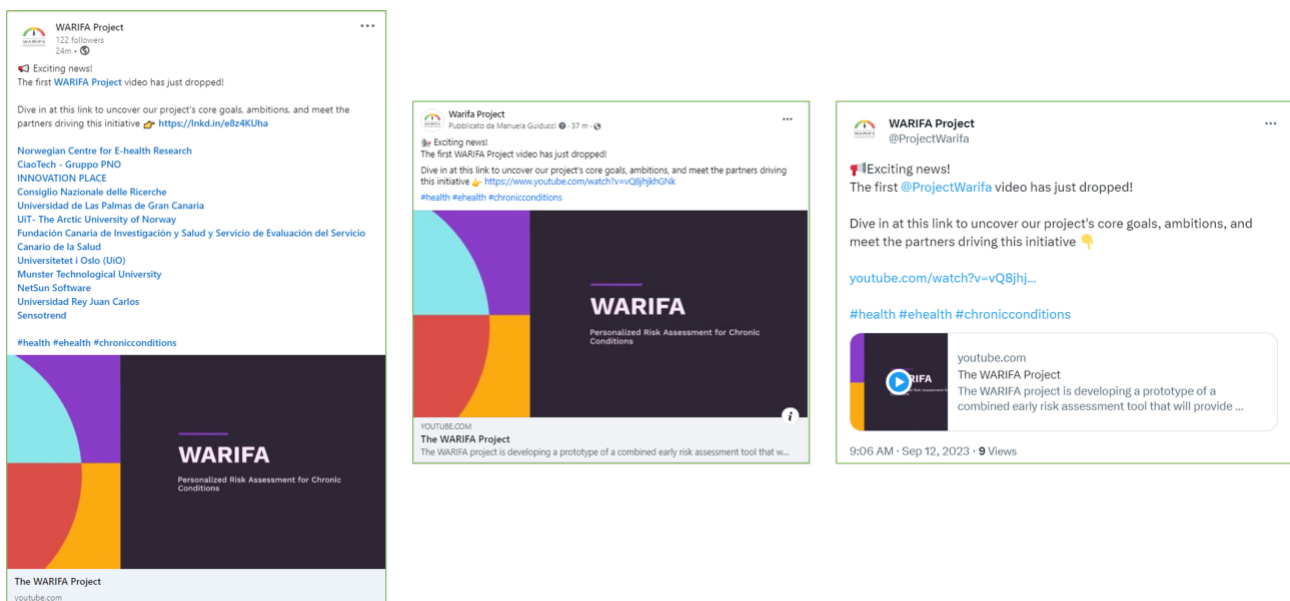 WARIFA Project
122 followers
24m •
Exciting news!
The first WARIFA Project video has just dropped!
Dive in at this link to uncover our project's core goals, ambitions, and meet the
partners driving this initiative 👉 https://lnkd.in/e8z4KUha
Norwegian Centre for E-health Research
CiaoTech - Gruppo PNO
INNOVATION PLACE
Consiglio Nazionale delle Ricerche
Universidad de Las Palmas de Gran Canaria
UiT- The Arctic University of Norway
Fundación Canaria de Investigación y Salud y Servicio de Evaluación del Servicio
Canario de la Salud
Universitetet i Oslo (UiO)
Munster Technological University
NetSun Software
Universidad Rey Juan Carlos
Sensotrend
#health #ehealth #chronicconditions
WARIFA
Personalized Risk Assessment for Chronic
Conditions
The WARIFA Project
youtube.com
Warifa Project
Pubblicato da Manuela Guiducci · 37 m ·
Exciting news!
The first WARIFA Project video has just dropped!
Dive in at this link to uncover our project's core goals, ambitions, and meet the partners driving
this initiative 👉 https://www.youtube.com/watch?v=vQ8jhjkhGNk
#health #ehealth #chronicconditions
WARIFA
Personalized Risk Assessment for Chronic
Conditions
YOUTUBE.COM
The WARIFA Project
The WARIFA project is developing a prototype of a combined early risk assessment tool that w...
WARIFA Project
@ProjectWarifa
Exciting news!
The first @ProjectWarifa video has just dropped!
Dive in at this link to uncover our project's core goals, ambitions, and
meet the partners driving this initiative 👇
youtube.com/watch?v=vQ8jhj...
#health #ehealth #chronicconditions
RIFA
youtube.com
The WARIFA Project
The WARIFA project is developing a prototype of a
combined early risk assessment tool that will provide ...
9:06 AM · Sep 12, 2023 · 9 Views